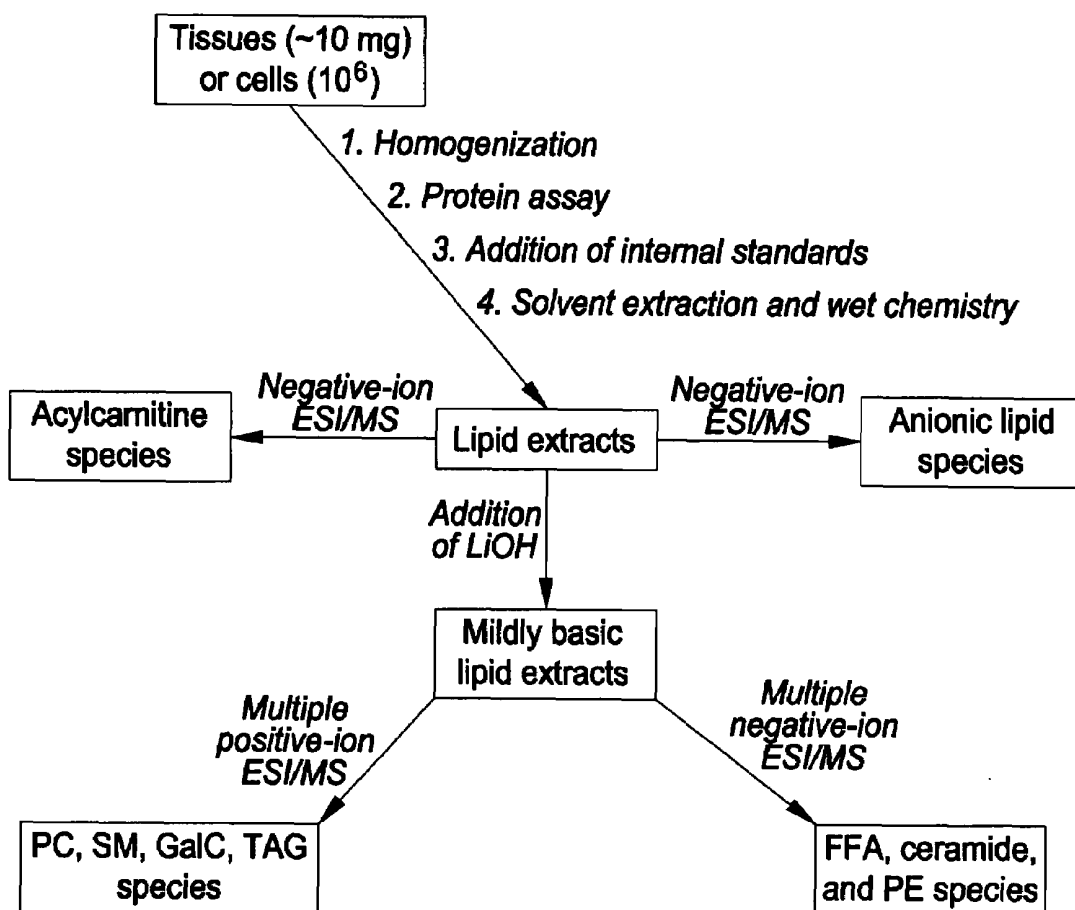 Tissues (~10 mg)
or cells (10⁶)
1. Homogenization
2. Protein assay
3. Addition of internal standards
4. Solvent extraction and wet chemistry
Negative-ion
ESI/MS
Negative-ion
ESI/MS
Acylcarnitine
species
Lipid extracts
Anionic lipid
species
Addition
of LiOH
Mildly basic
lipid extracts
Multiple
positive-ion
ESI/MS
Multiple
negative-ion
ESI/MS
PC, SM, GalC, TAG
species
FFA, ceramide,
and PE species